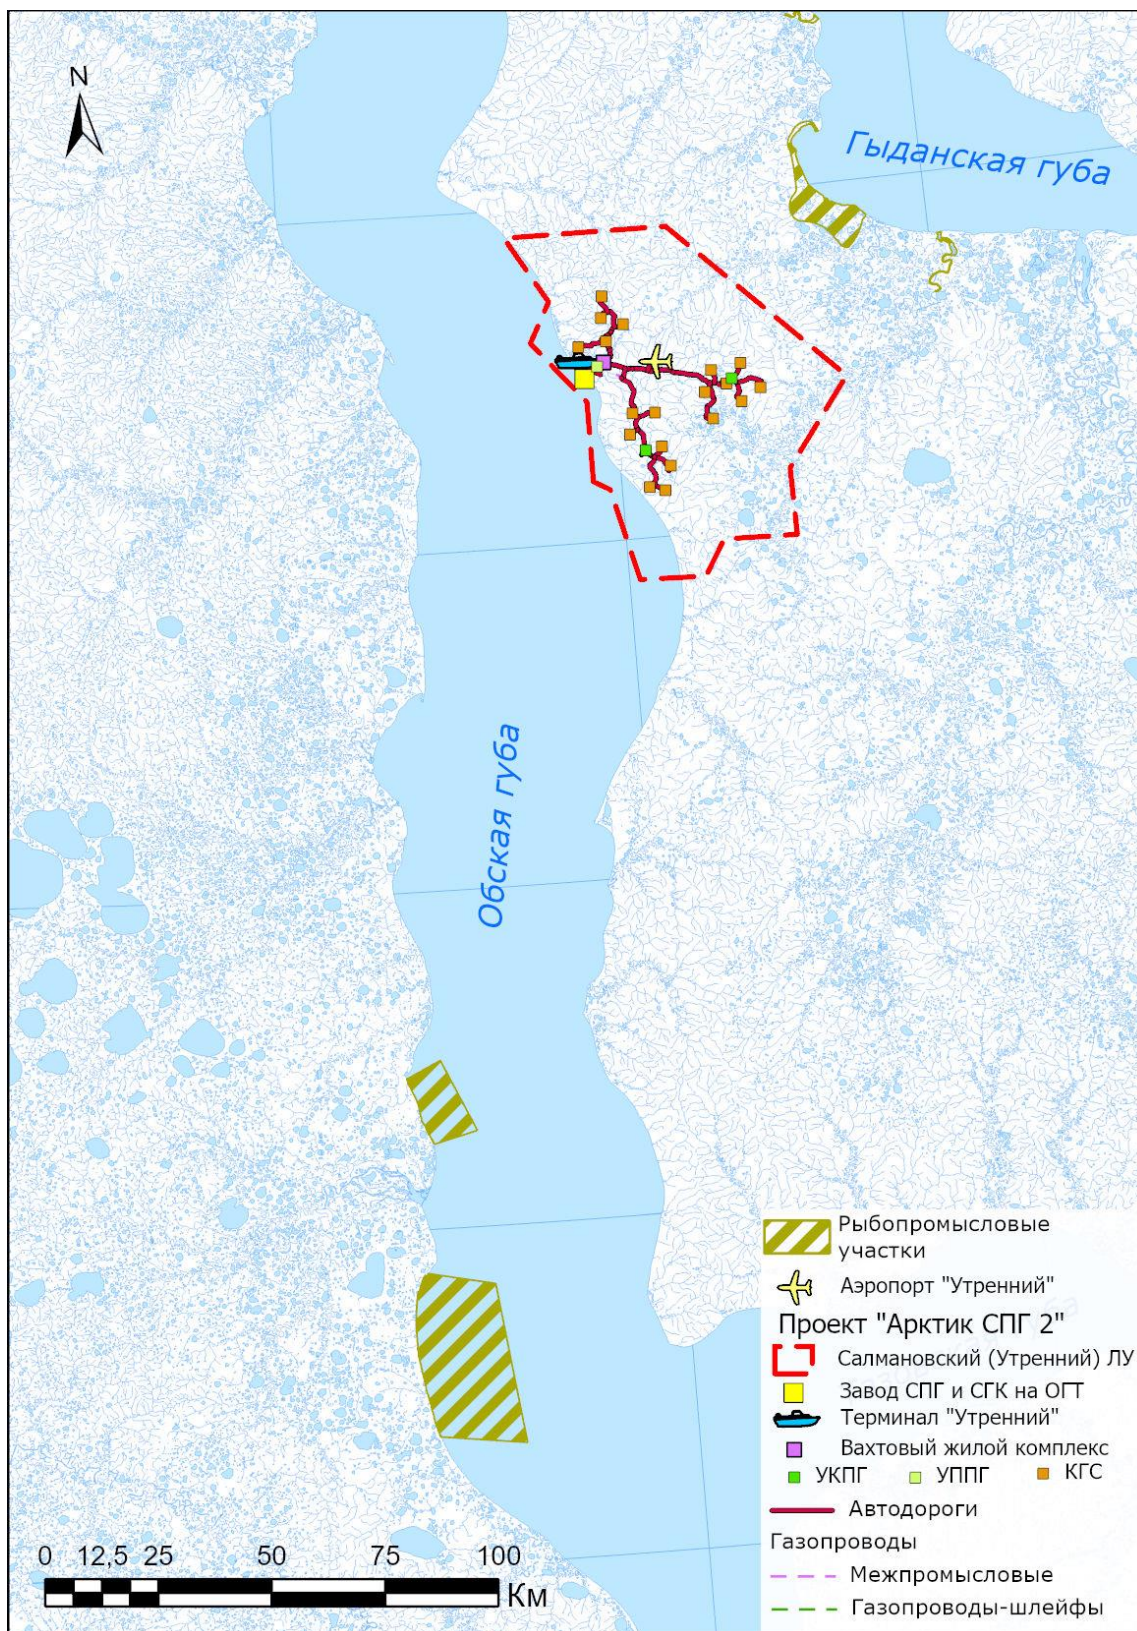 N
Гыданская губа
Обская губа
Рыбопромысловые
участки
Аэропорт "Утренний"
Проект "Арктик СПГ 2"
Салмановский (Утренний) ЛУ
Завод СПГ и СГК на ОГТ
Терминал "Утренний"
Вахтовый жилой комплекс
УКПГ УППГ КГС
Автодороги
Газопроводы
Межпромысловые
Газопроводы-шлейфы
0 12,5 25 50 75 100
Км